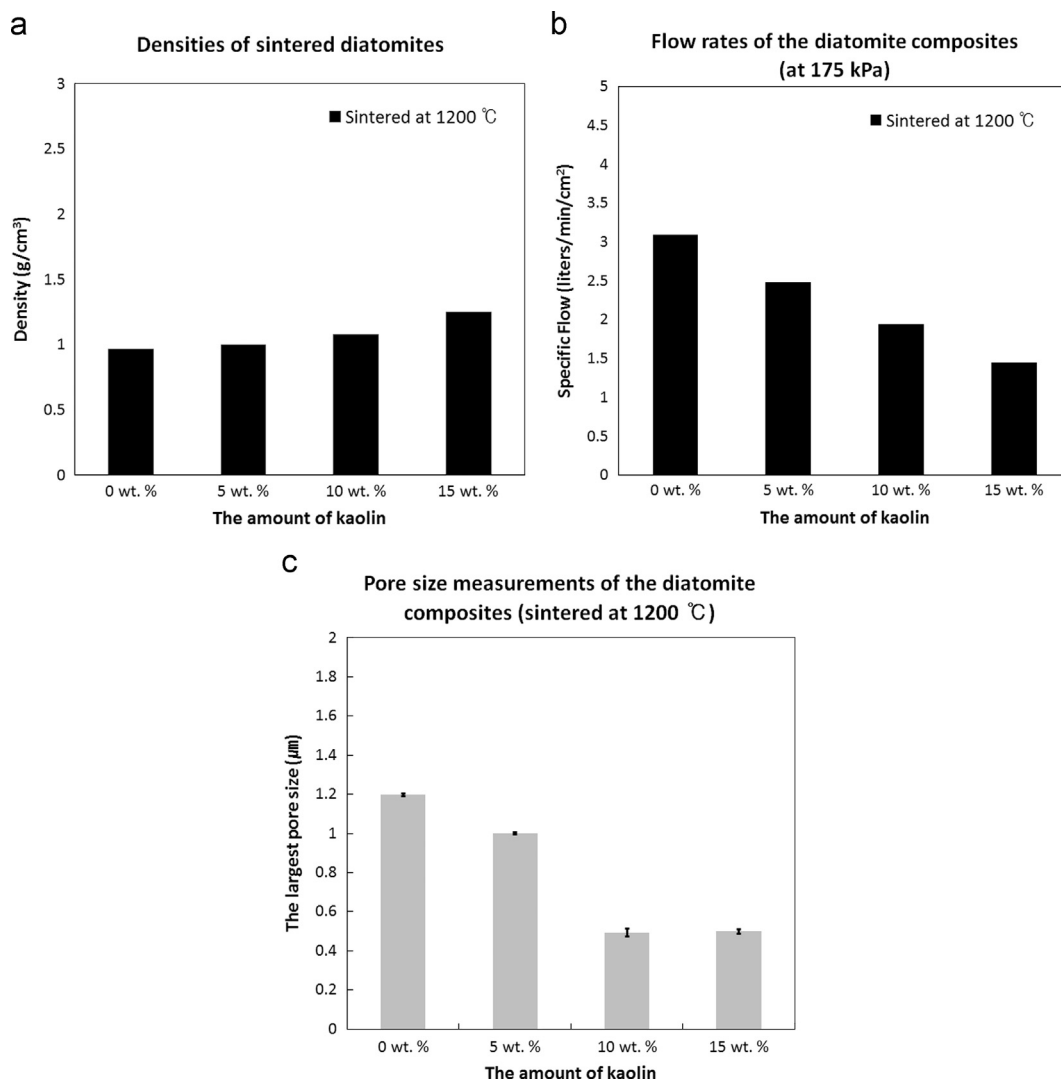 a
Densities of sintered diatomites
3
2.5
2
1.5
1
0.5
0
Density (g/cm³)
■ Sintered at 1200 ℃
0 wt. %
5 wt. %
10 wt. %
15 wt. %
The amount of kaolin
b
Flow rates of the diatomite composites
(at 175 kPa)
5
4.5
4
3.5
3
2.5
2
1.5
1
0.5
0
Specific Flow (liters/min/cm²)
■ Sintered at 1200 ℃
0 wt. %
5 wt. %
10 wt. %
15 wt. %
The amount of kaolin
c
Pore size measurements of the diatomite
composites (sintered at 1200 ℃)
2
1.8
1.6
1.4
1.2
1
0.8
0.6
0.4
0.2
0
The largest pore size (㎛)
0 wt. %
5 wt. %
10 wt. %
15 wt. %
The amount of kaolin